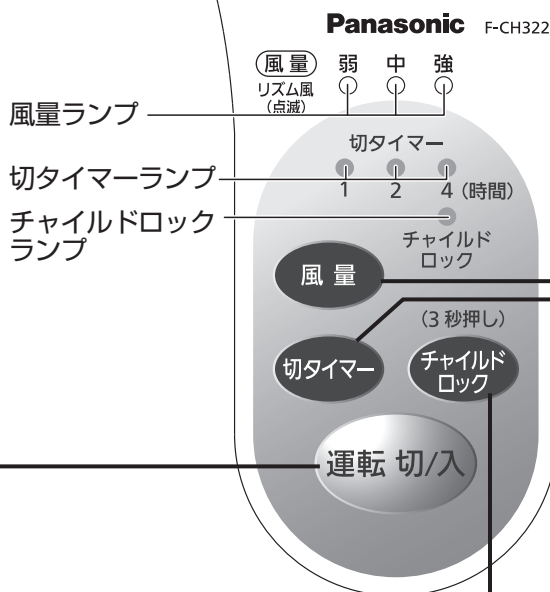 Panasonic F-CH322
風量 弱 中 強
リズム風
(点滅)
風量ランプ
切タイマー
切タイマーランプ
1 2 4 (時間)
チャイルドロック
ランプ
チャイルド
ロック
風量
(3秒押し)
切タイマー
チャイルド
ロック
運転 切/入